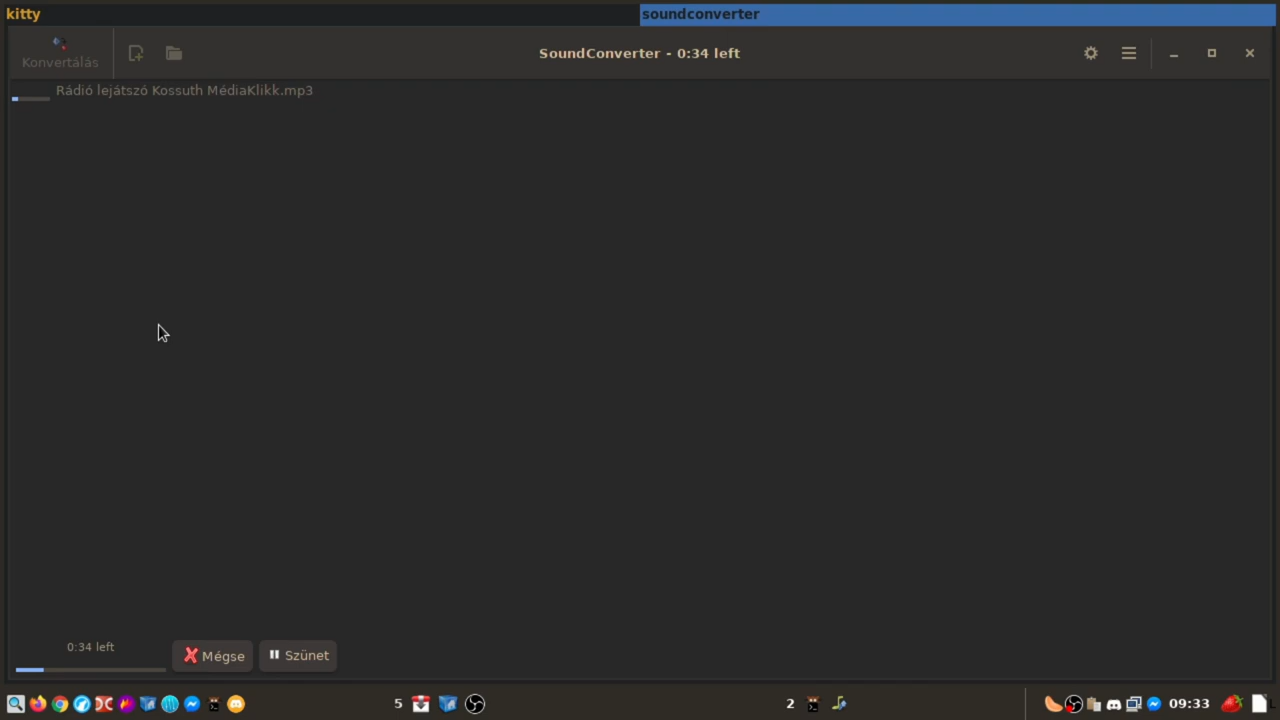 kitty
soundconverter
Konvertálás
SoundConverter - 0:34 left
Rádió lejátszó Kossuth MédiaKlikk.mp3
0:34 left
Mégse
Szünet
5
2
09:33